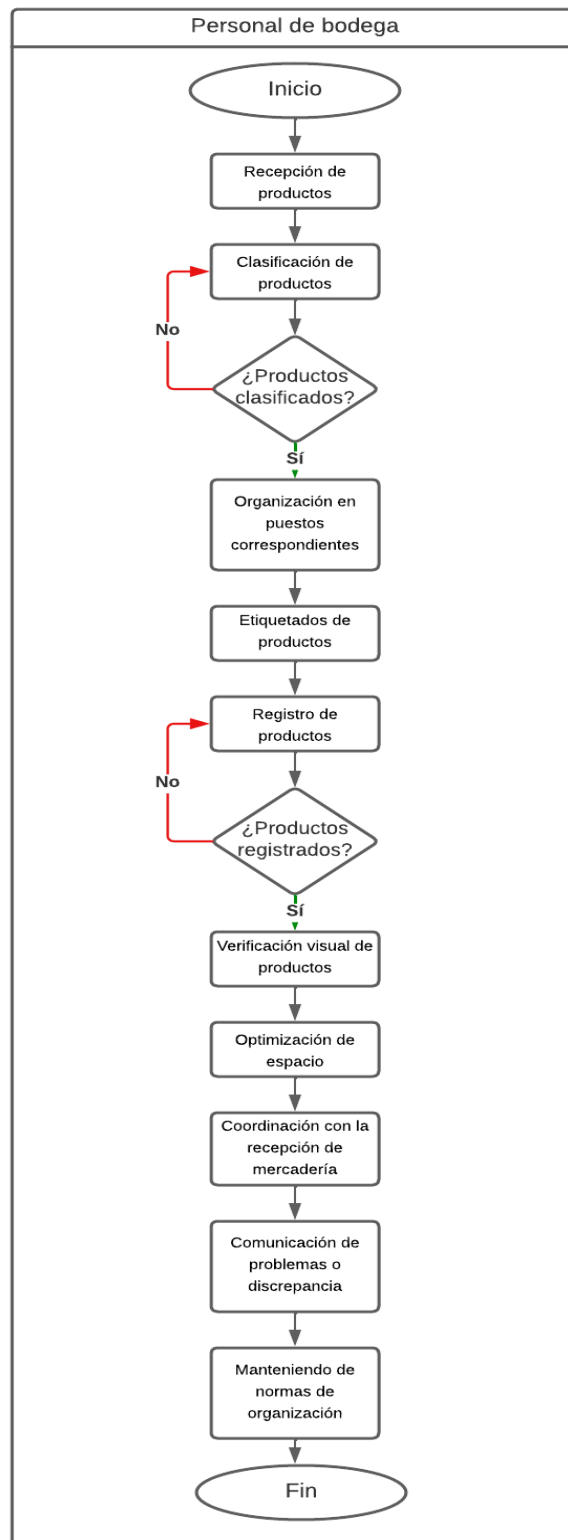 Personal de bodega
Inicio
Recepción de
productos
Clasificación de
productos
No
¿Productos
clasificados?
Sí
Organización en
puestos
correspondientes
Etiquetados de
productos
Registro de
productos
No
¿Productos
registrados?
Sí
Verificación visual de
productos
Optimización de
espacio
Coordinación con la
recepción de
mercadería
Comunicación de
problemas o
discrepancia
Manteniendo de
normas de
organización
Fin